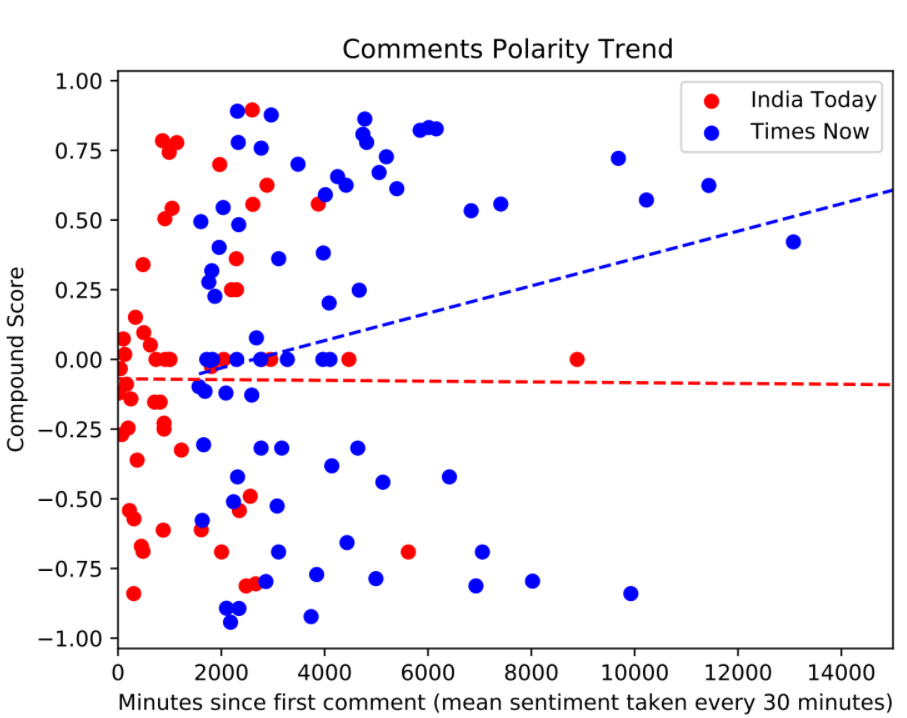 Comments Polarity Trend
India Today
Times Now
Compound Score
1.00
0.75
0.50
0.25
0.00
−0.25
−0.50
−0.75
−1.00
0 2000 4000 6000 8000 10000 12000 14000
Minutes since first comment (mean sentiment taken every 30 minutes)